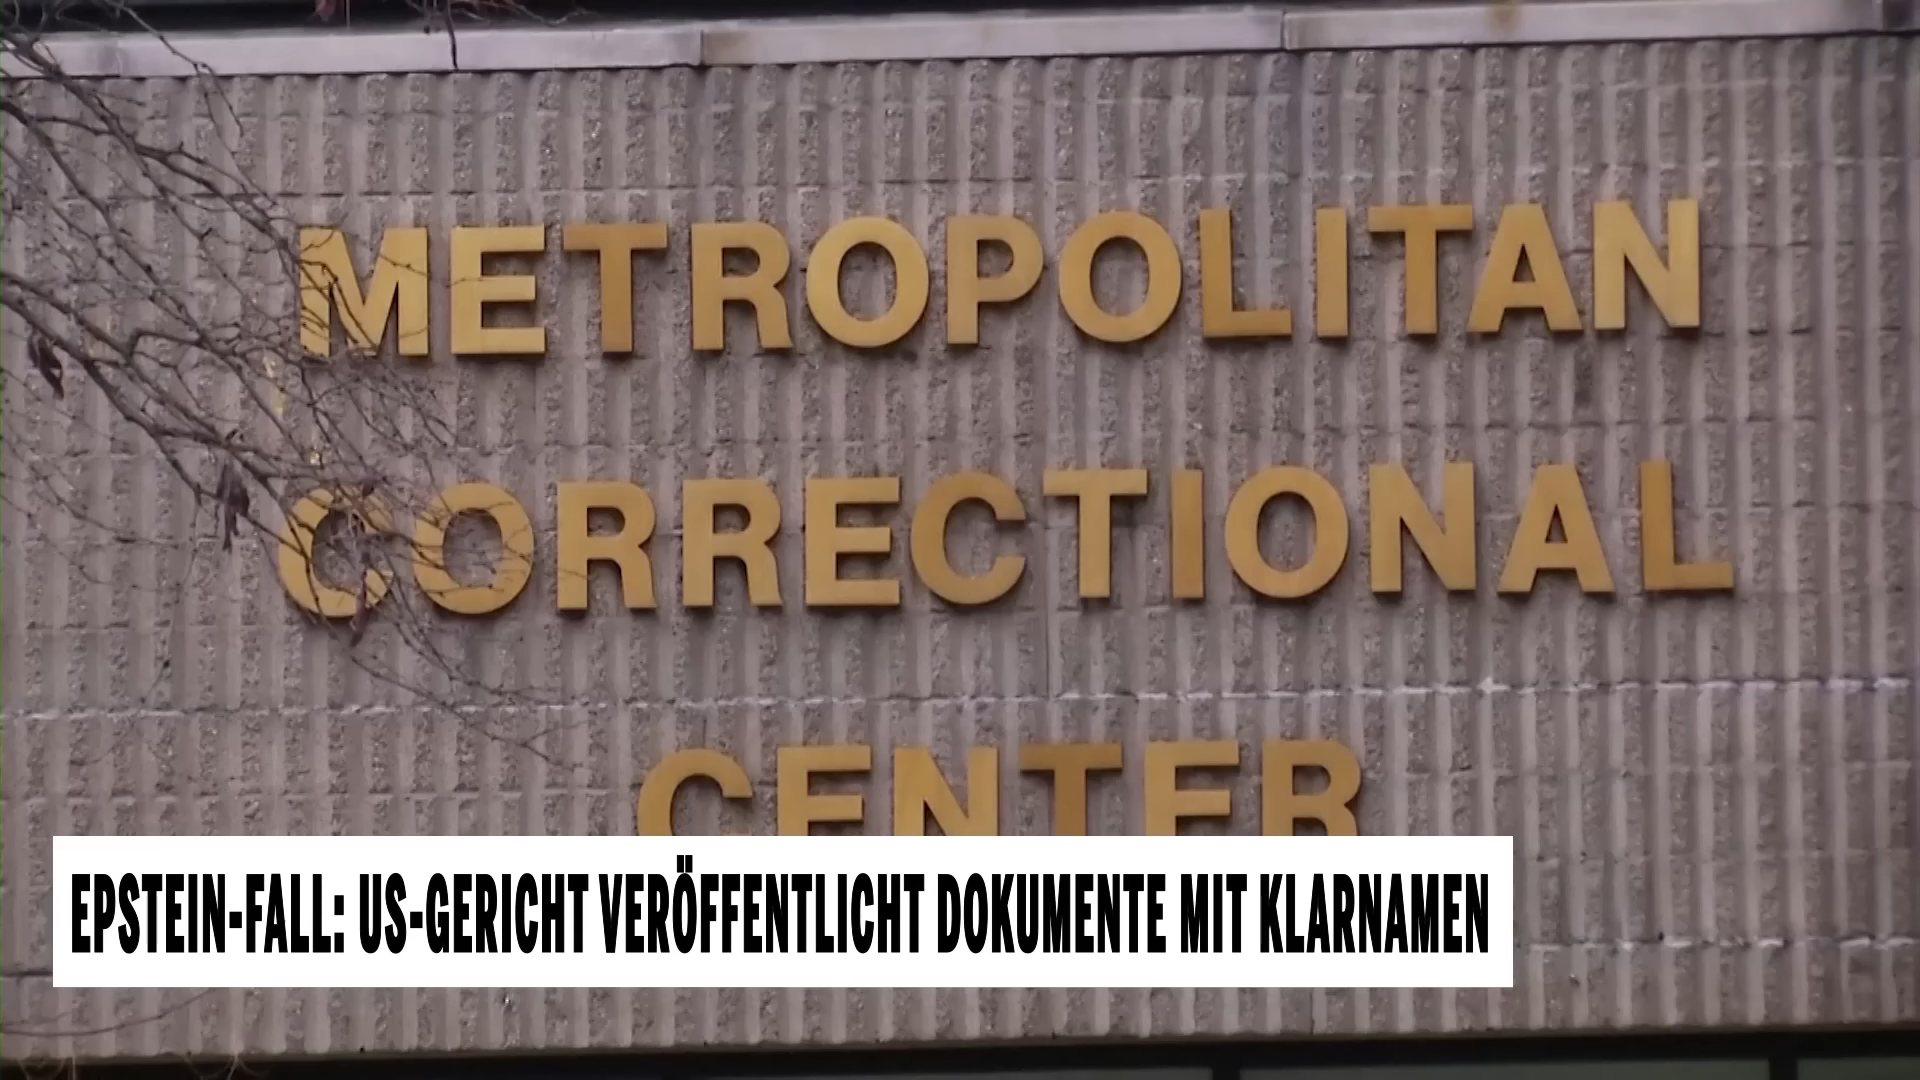 METROPOLITAN
CORRECTIONAL
CENTER
EPSTEIN-FALL: US-GERICHT VERÖFFENTLICHT DOKUMENTE MIT KLARNAMEN